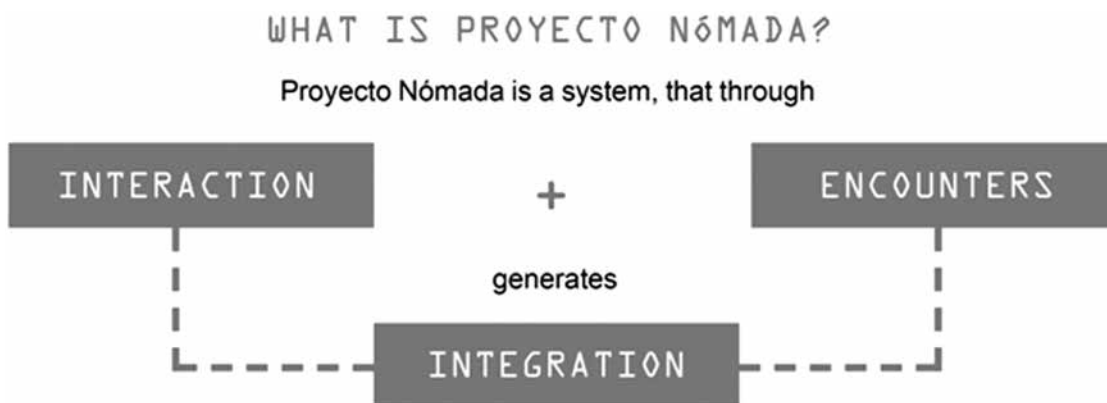 WHAT IS PROYECTO NóMADA?
Proyecto Nómada is a system, that through
INTERACTION + ENCOUNTERS
generates
INTEGRATION